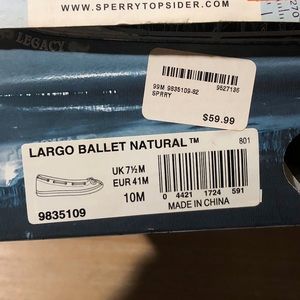 WWW.SPERRYTOPSIDER.COM
LEGACY
99M 9835109-82 9527135
SPRRY
$59.99
LARGO BALLET NATURAL™
801
UK 7½M
EUR 41M
10M
0 4421 1724 591
9835109
MADE IN CHINA